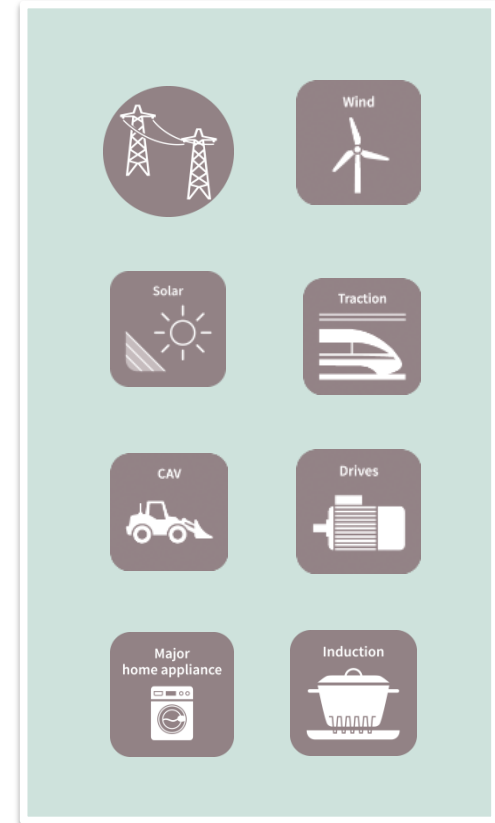 Wind
Solar
Traction
CAV
Drives
Major
home appliance
Induction